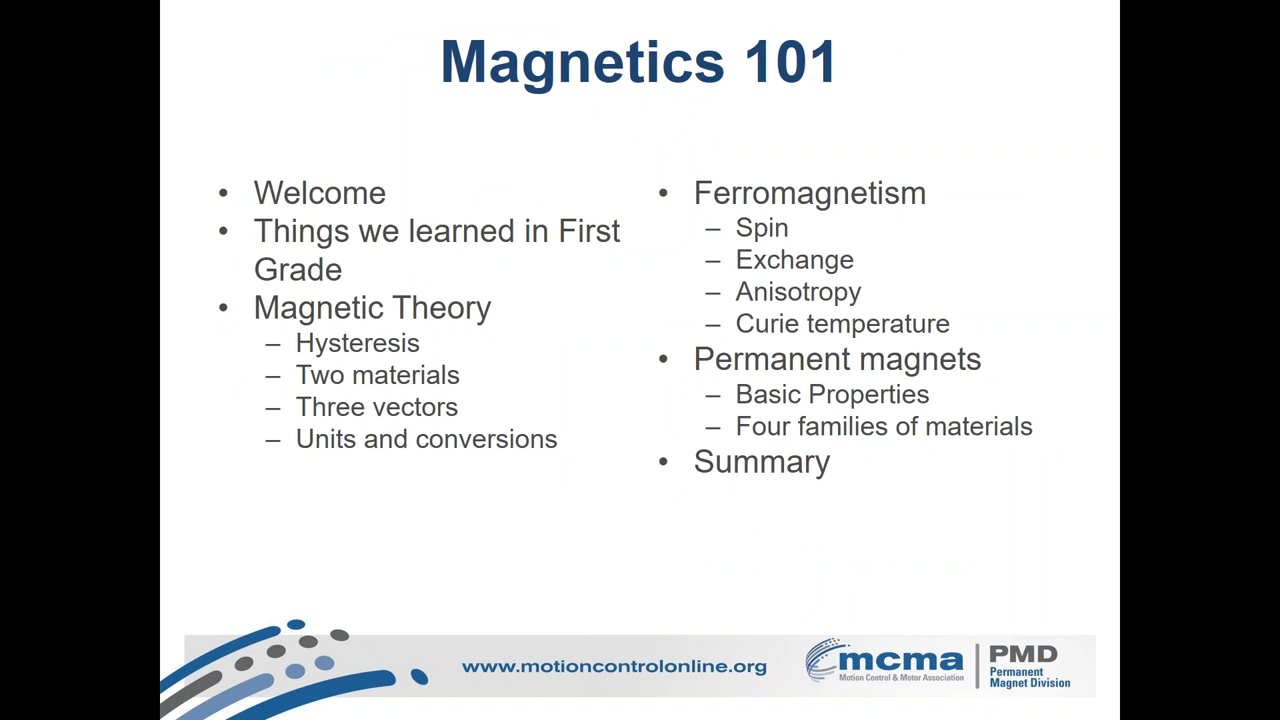 Magnetics 101
• Welcome
• Things we learned in First
Grade
• Magnetic Theory
– Hysteresis
– Two materials
– Three vectors
– Units and conversions
• Ferromagnetism
– Spin
– Exchange
– Anisotropy
– Curie temperature
• Permanent magnets
– Basic Properties
– Four families of materials
• Summary
www.motioncontrolonline.org
mcma
Motion Control & Motor Association
PMD
Permanent
Magnet Division